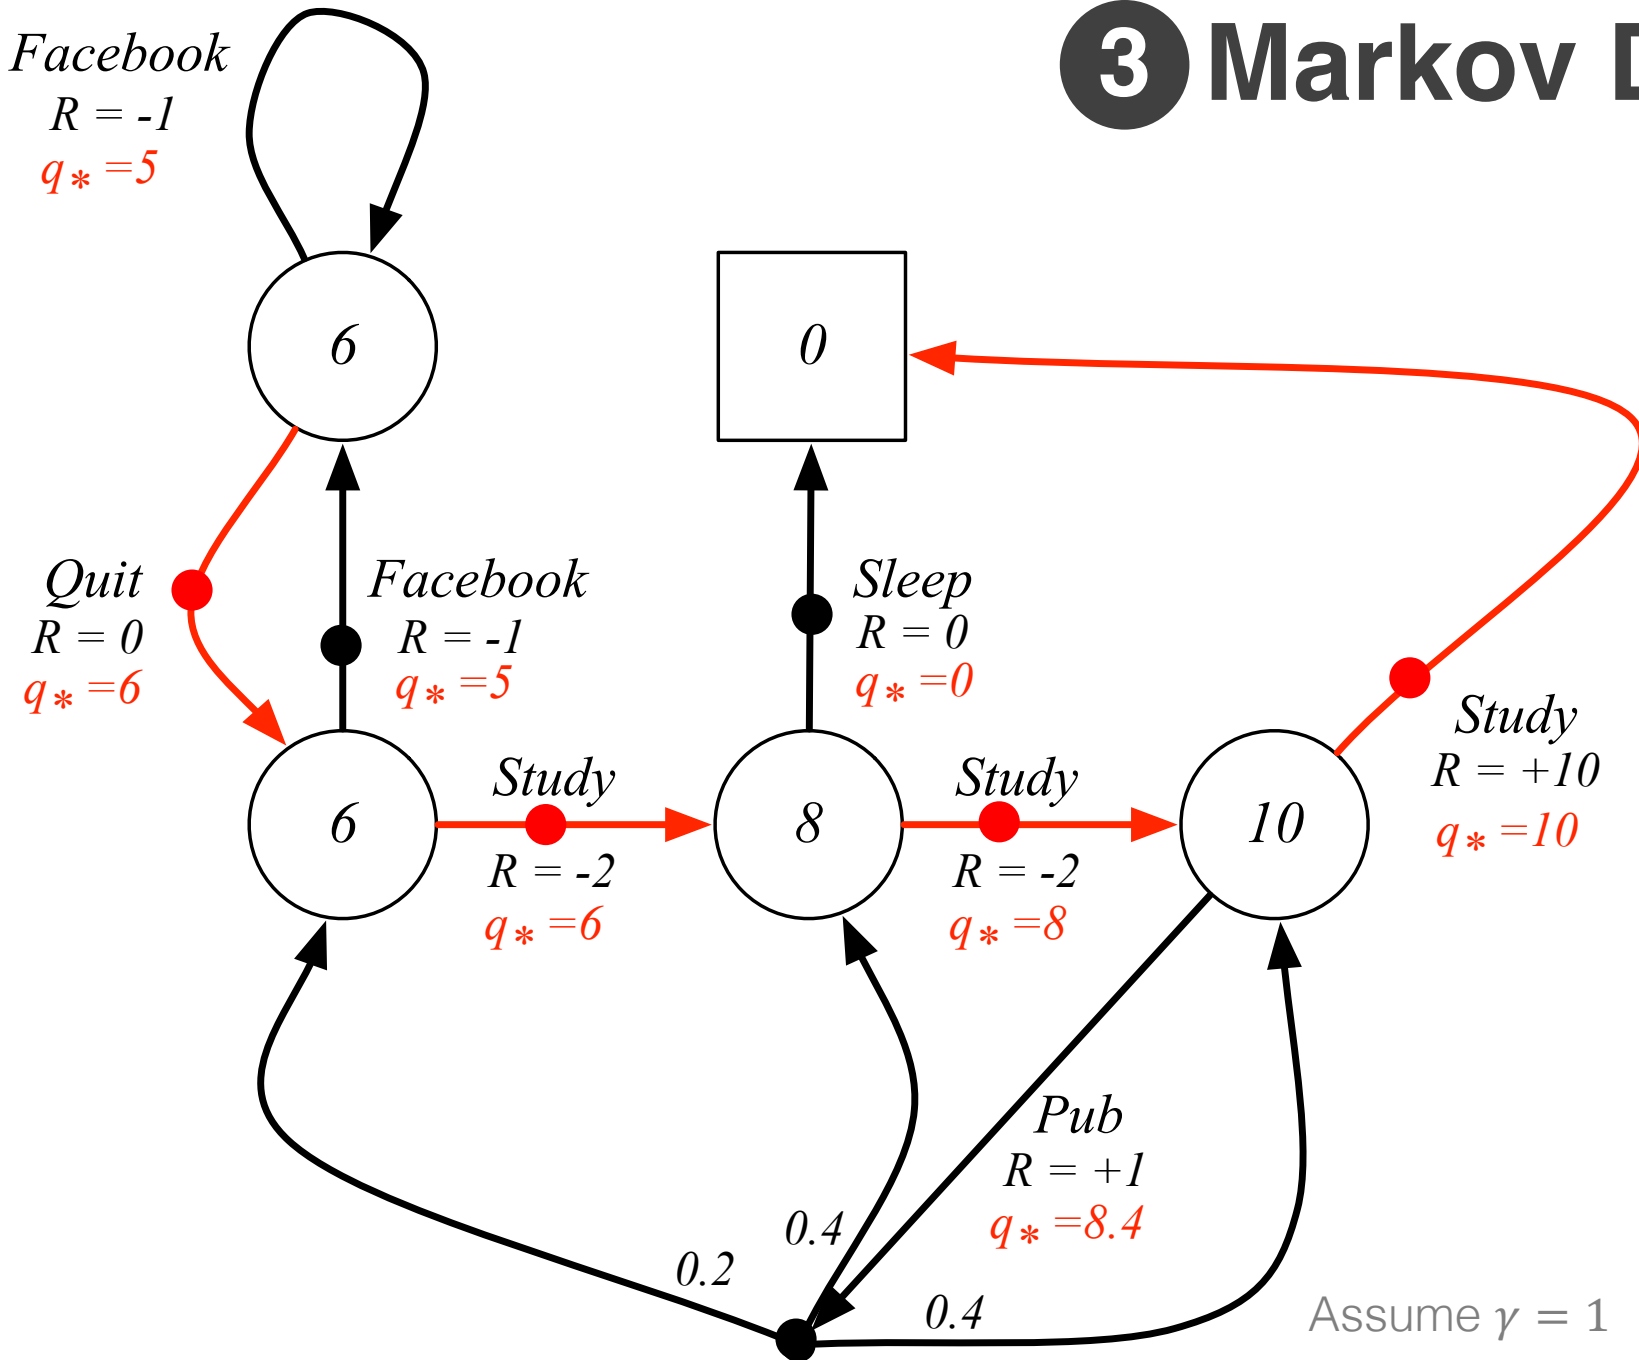 3 Markov D
Facebook
R = -1
q* =5
6
0
Quit
R = 0
q* =6
Facebook
R = -1
q* =5
Sleep
R = 0
q* =0
Study
R = +10
q* =10
6
Study
R = -2
q* =6
8
Study
R = -2
q* =8
10
Pub
R = +1
q* =8.4
0.2
0.4
0.4
Assume γ = 1